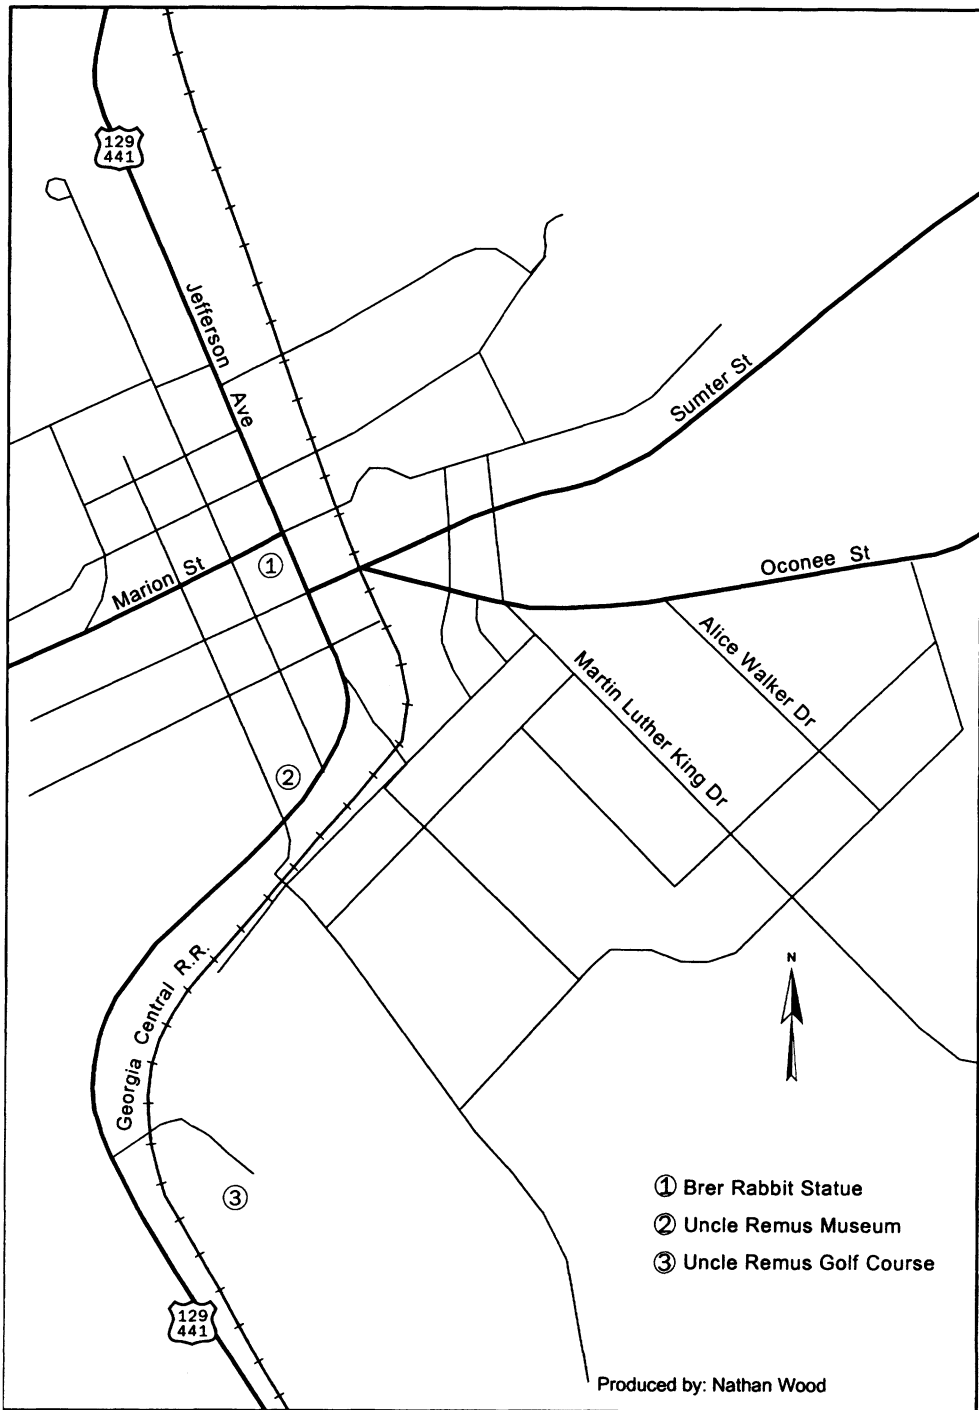 129
441
Jefferson Ave
Sumter St
Marion St
①
Oconee St
Alice Walker Dr
Martin Luther King Dr
②
Georgia Central R.R.
N
③
① Brer Rabbit Statue
② Uncle Remus Museum
③ Uncle Remus Golf Course
129
441
Produced by: Nathan Wood